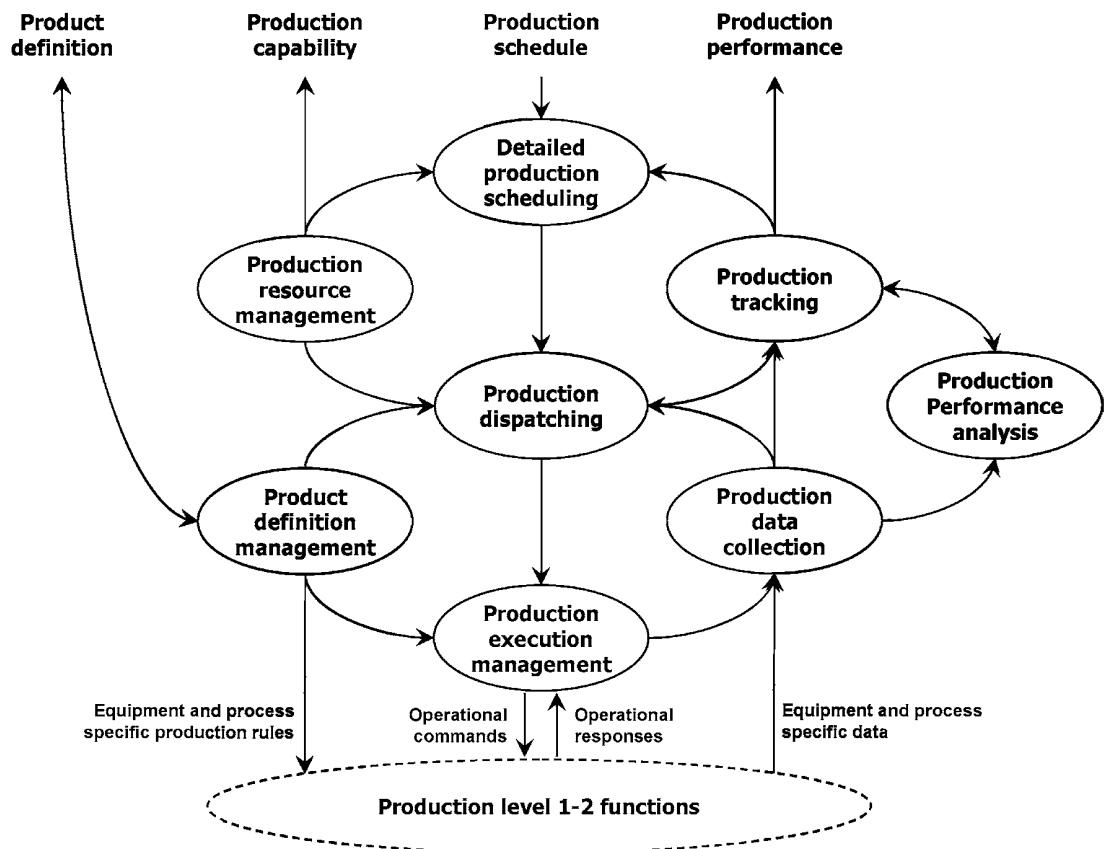 Product
definition
Production
capability
Production
schedule
Production
performance
Detailed
production
scheduling
Production
resource
management
Production
tracking
Production
dispatching
Production
Performance
analysis
Product
definition
management
Production
data
collection
Production
execution
management
Equipment and process
specific production rules
Operational
commands
Operational
responses
Equipment and process
specific data
Production level 1-2 functions